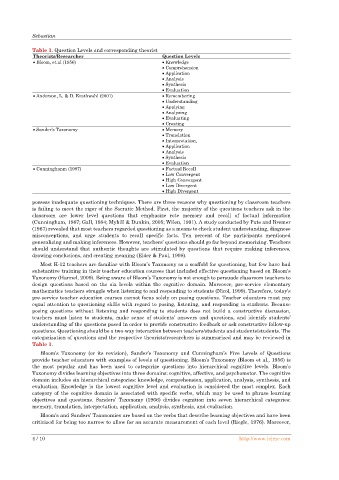 Sebastian
Table 1. Question Levels and corresponding theorist
Theorists/Researcher Question Levels
• Bloom, et.al (1956) • Knowledge
• Comprehension
• Application
• Analysis
• Synthesis
• Evaluation
• Anderson, L. & D. Krathwohl (2001) • Remembering
• Understanding
• Applying
• Analyzing
• Evaluating
• Creating
• Sander's Taxonomy • Memory
• Translation
• Interpretation,
• Application
• Analysis
• Synthesis
• Evaluation
• Cunninghamn (1987) • Factual Recall
• Low Convergent
• High Convergent
• Low Divergent
• High Divergent
possess inadequate questioning techniques. There are three reasons why questioning by classroom teachers
is failing to meet the rigor of the Socratic Method. First, the majority of the questions teachers ask in the
classroom are lower level questions that emphasize rote memory and recall of factual information
(Cunningham, 1987; Gall, 1984; Myhill & Dunkin, 2005; Wilen, 1991). A study conducted by Pate and Bremer
(1967) revealed that most teachers regarded questioning as a means to check student understanding, diagnose
misconceptions, and urge students to recall specific facts. Ten percent of the participants mentioned
generalizing and making inferences. However, teachers' questions should go far beyond memorizing. Teachers
should understand that authentic thoughts are stimulated by questions that require making inferences,
drawing conclusions, and creating meaning (Elder & Paul, 1998).
Most K-12 teachers are familiar with Bloom's Taxonomy as a scaffold for questioning, but few have had
substantive training in their teacher education courses that included effective questioning based on Bloom's
Taxonomy (Harrod, 2009). Being aware of Bloom's Taxonomy is not enough to persuade classroom teachers to
design questions based on the six levels within the cognitive domain. Moreover, pre-service elementary
mathematics teachers struggle when listening to and responding to students (Nicol, 1999). Therefore, today's
pre-service teacher education courses cannot focus solely on posing questions. Teacher educators must pay
equal attention to questioning skills with regard to posing, listening, and responding to students. Because
posing questions without listening and responding to students does not build a constructive discussion,
teachers must listen to students, make sense of students' answers and questions, and identify students'
understanding of the questions posed in order to provide constructive feedback or ask constructive follow-up
questions. Questioning should be a two-way interaction between teachers/students and students/students. The
categorization of questions and the respective theorists/researchers is summarized and may be reviewed in
Table 1.
Bloom's Taxonomy (or its revision), Sander's Taxonomy and Cunningham's Five Levels of Questions
provide teacher educators with examples of levels of questioning. Bloom's Taxonomy (Bloom et al., 1956) is
the most popular and has been used to categorize questions into hierarchical cognitive levels. Bloom's
Taxonomy divides learning objectives into three domains: cognitive, affective, and psychomotor. The cognitive
domain includes six hierarchical categories: knowledge, comprehension, application, analysis, synthesis, and
evaluation. Knowledge is the lowest cognitive level and evaluation is considered the most complex. Each
category of the cognitive domain is associated with specific verbs, which may be used to phrase learning
objectives and questions. Sanders' Taxonomy (1966) divides cognition into seven hierarchical categories:
memory, translation, interpretation, application, analysis, synthesis, and evaluation.
Bloom's and Sanders' Taxonomies are based on the verbs that describe learning objectives and have been
criticized for being too narrow to allow for an accurate measurement of each level (Riegle, 1976). Moreover,
4 / 10 http://www.iejme.com